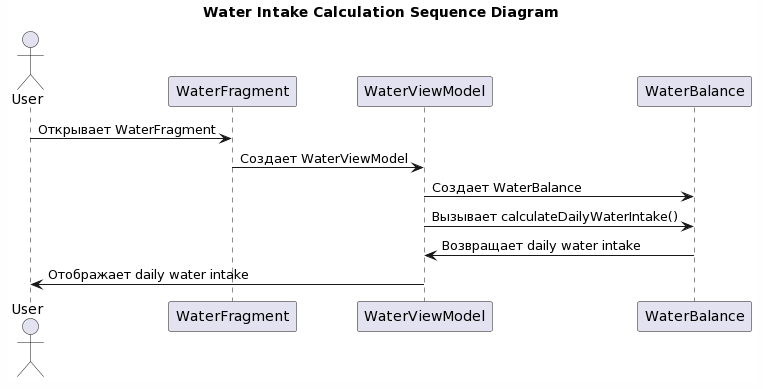 Water Intake Calculation Sequence Diagram
User
WaterFragment
WaterViewModel
WaterBalance
Открывает WaterFragment
Создает WaterViewModel
Создает WaterBalance
Вызывает calculateDailyWaterIntake()
Возвращает daily water intake
Отображает daily water intake
User
WaterFragment
WaterViewModel
WaterBalance